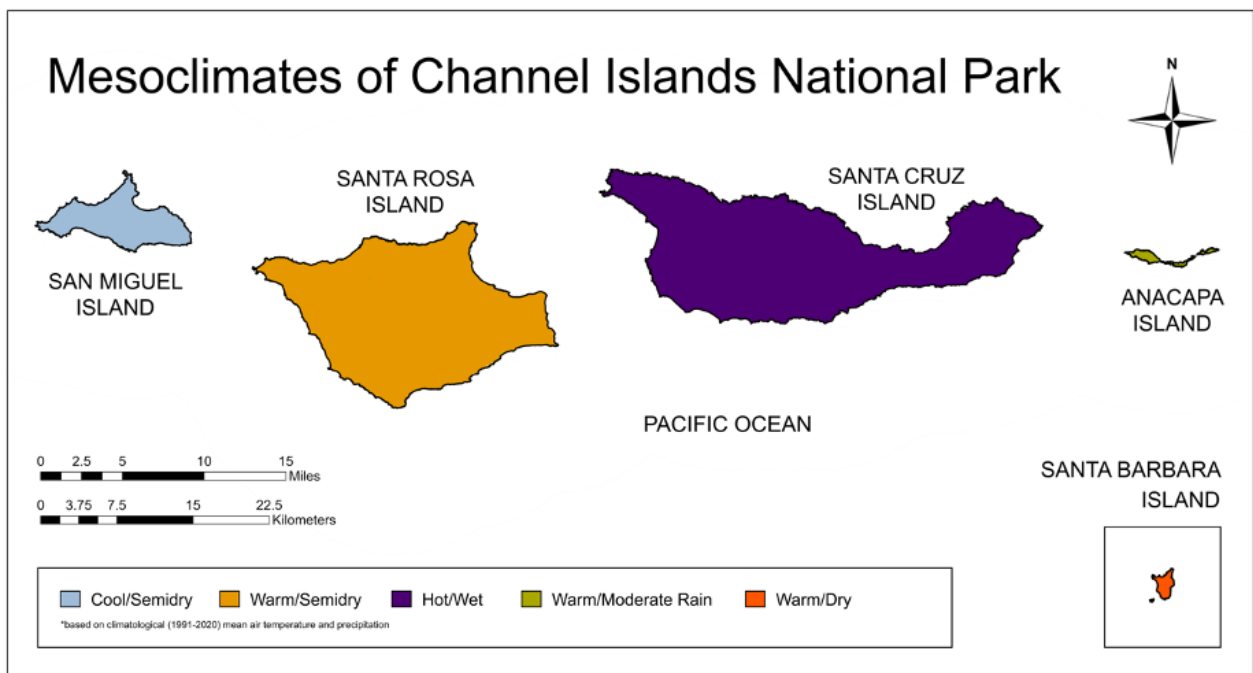 Mesoclimates of Channel Islands National Park
N
SANTA ROSA
ISLAND
SANTA CRUZ
ISLAND
SAN MIGUEL
ISLAND
ANACAPA
ISLAND
PACIFIC OCEAN
0 2.5 5 10 15
Miles
0 3.75 7.5 15 22.5
Kilometers
SANTA BARBARA
ISLAND
Cool/Semidry Warm/Semidry Hot/Wet Warm/Moderate Rain Warm/Dry
*based on climatological (1991-2020) mean air temperature and precipitation